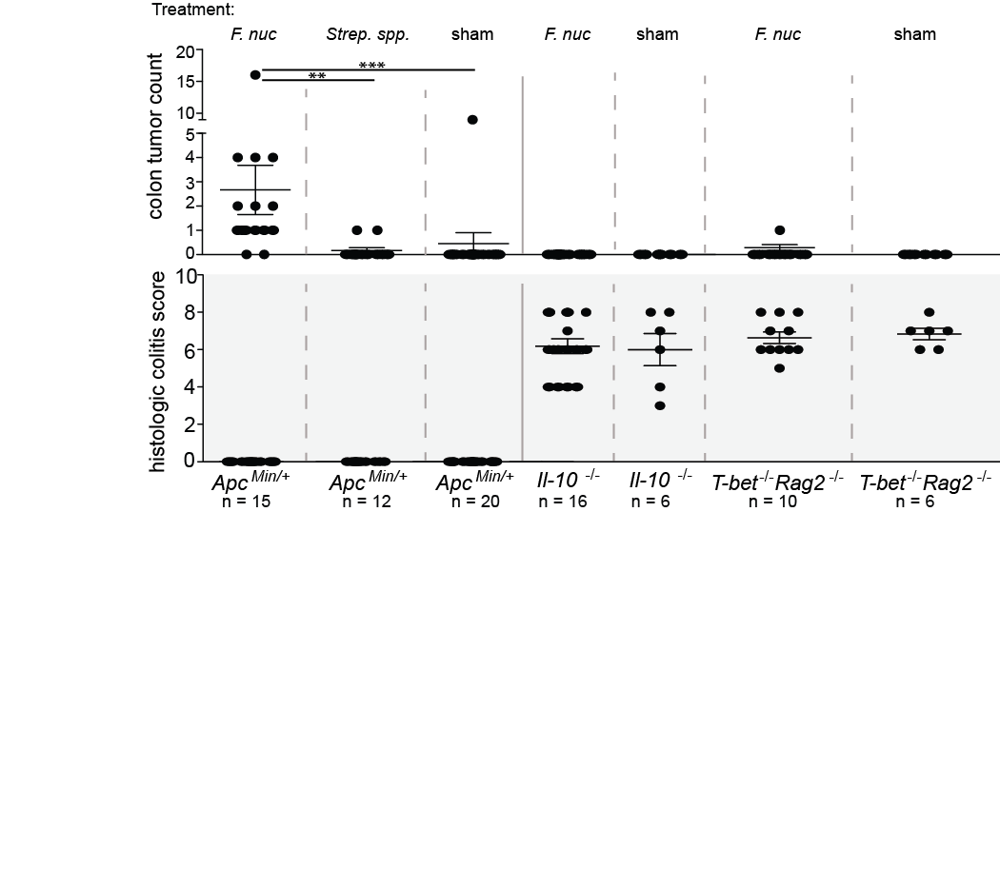 Treatment:
F. nuc Strep. spp. sham F. nuc sham F. nuc sham
colon tumor count
20
15
10
5
4
3
2
1
0
***
**
histologic colitis score
10
8
6
4
2
0
Apc Min/+ Apc Min/+ Apc Min/+ Il-10 -/- Il-10 -/- T-bet-/-Rag2 -/- T-bet-/-Rag2 -/-
n = 15 n = 12 n = 20 n = 16 n = 6 n = 10 n = 6